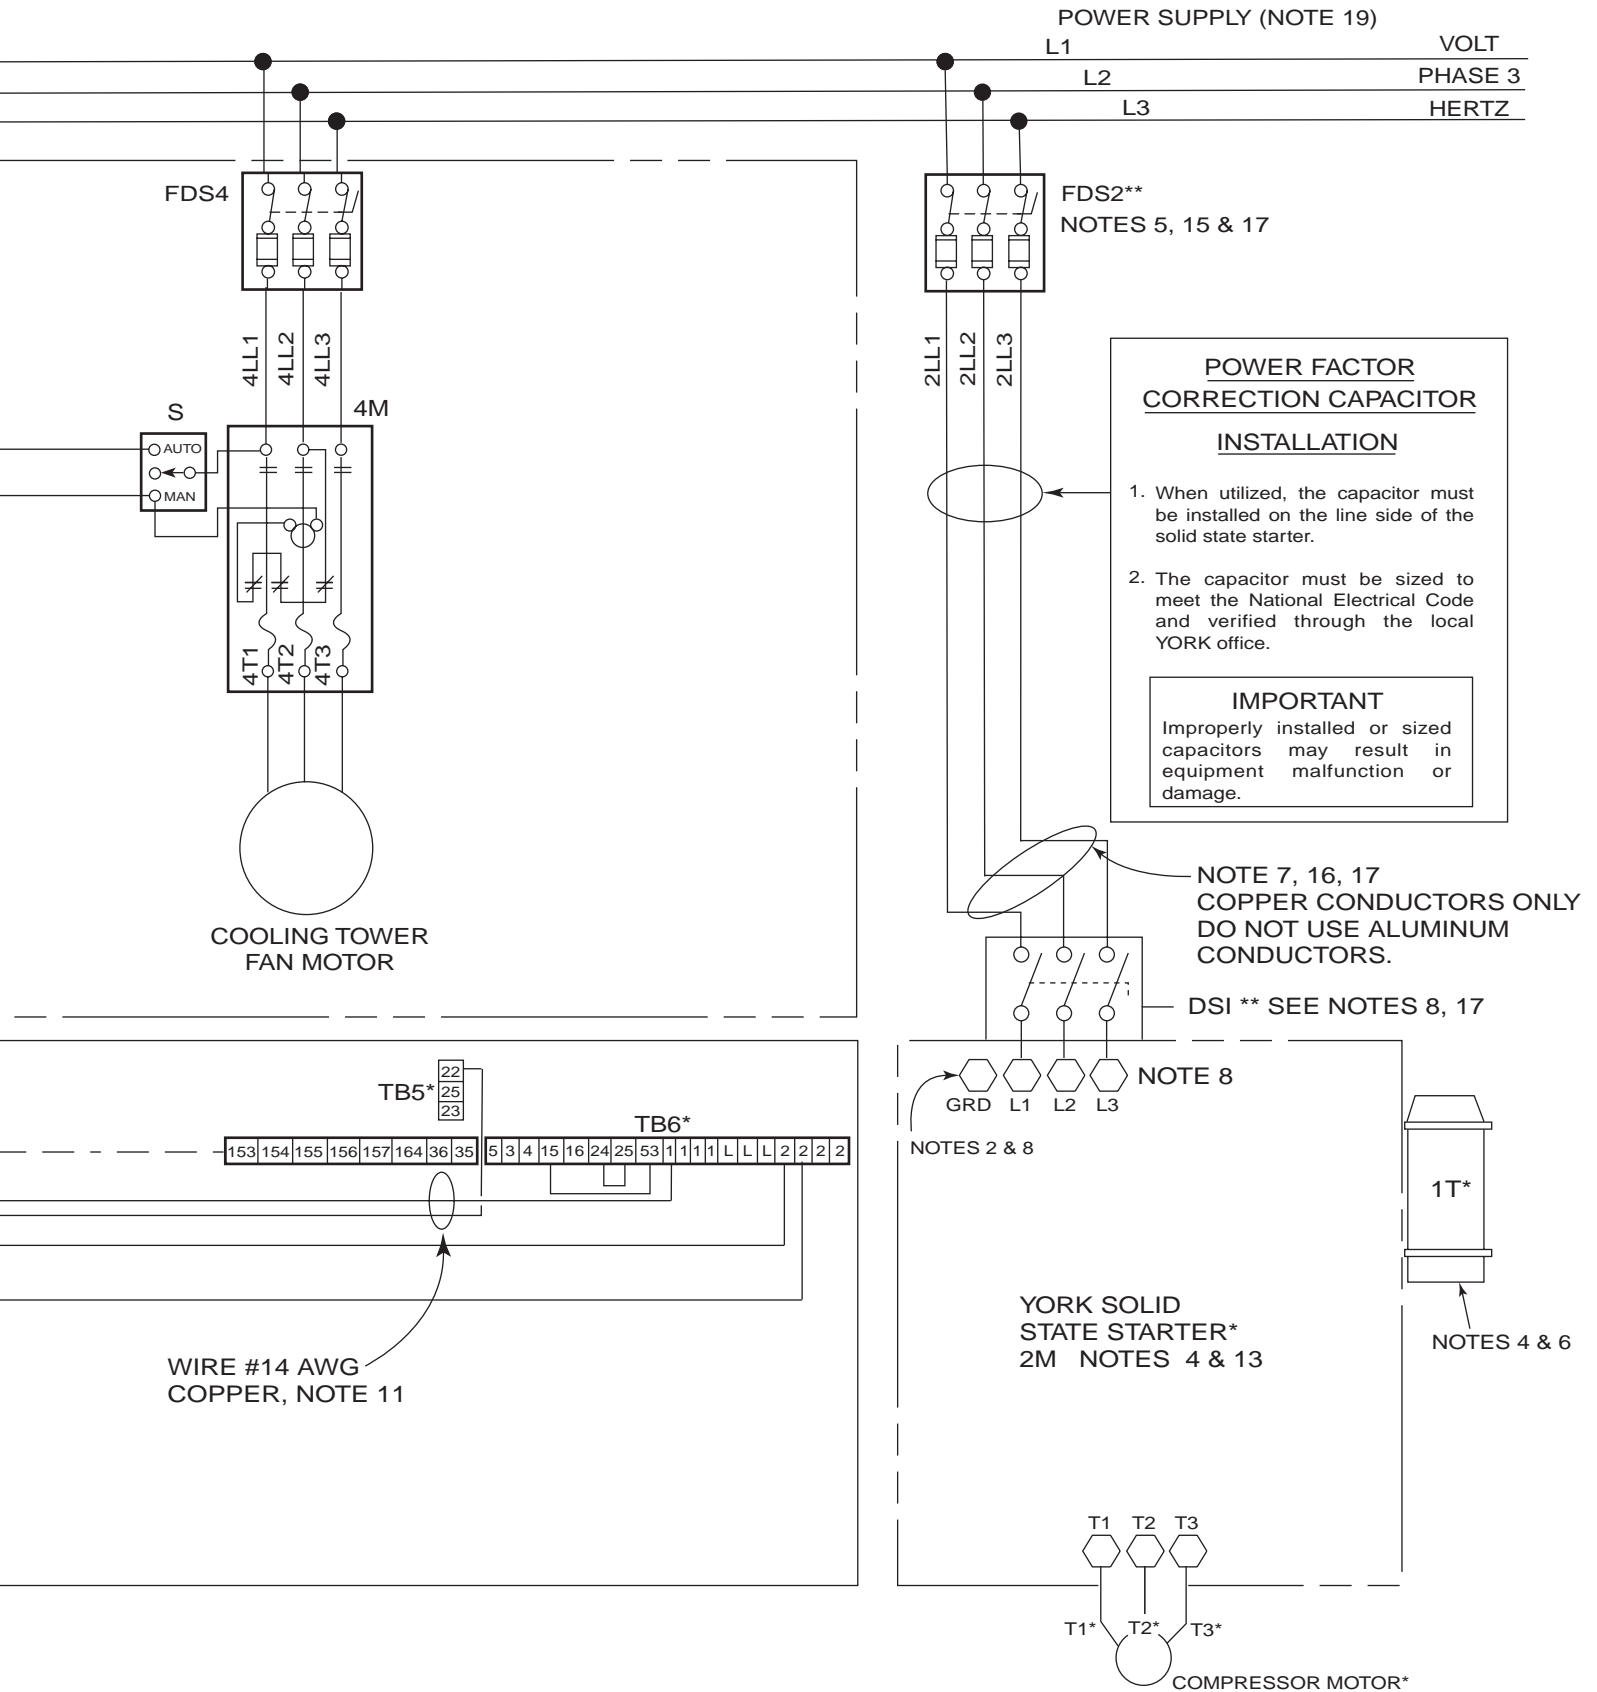 POWER SUPPLY (NOTE 19)
L1
VOLT
L2
PHASE 3
L3
HERTZ
FDS4
FDS2**
NOTES 5, 15 & 17
4LL1
4LL2
4LL3
2LL1
2LL2
2LL3
S
4M
AUTO
MAN
4T1
4T2
4T3
COOLING TOWER
FAN MOTOR
POWER FACTOR
CORRECTION CAPACITOR
INSTALLATION
1. When utilized, the capacitor must
be installed on the line side of the
solid state starter.
2. The capacitor must be sized to
meet the National Electrical Code
and verified through the local
YORK office.
IMPORTANT
Improperly installed or sized
capacitors may result in
equipment malfunction or
damage.
NOTE 7, 16, 17
COPPER CONDUCTORS ONLY
DO NOT USE ALUMINUM
CONDUCTORS.
DSI ** SEE NOTES 8, 17
GRD L1 L2 L3
NOTE 8
NOTES 2 & 8
TB5*
22
25
23
TB6*
153 154 155 156 157 164 36 35
5 3 4 15 16 24 25 53 1 1 1 1 L L L 2 2 2 2
WIRE #14 AWG
COPPER, NOTE 11
1T*
NOTES 4 & 6
YORK SOLID
STATE STARTER*
2M NOTES 4 & 13
T1 T2 T3
T1* T2* T3*
COMPRESSOR MOTOR*